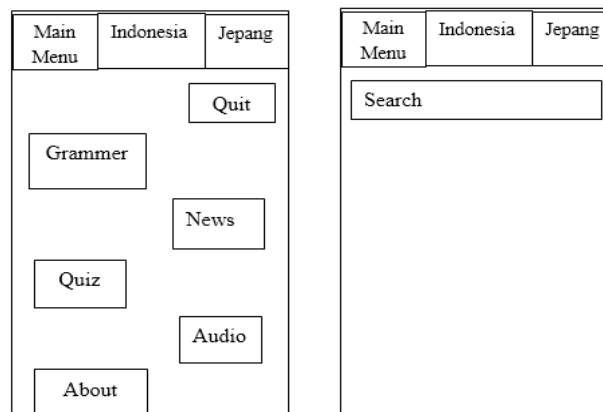 Main Menu Indonesia Jepang
Quit
Grammer
News
Quiz
Audio
About
Main Menu Indonesia Jepang
Search